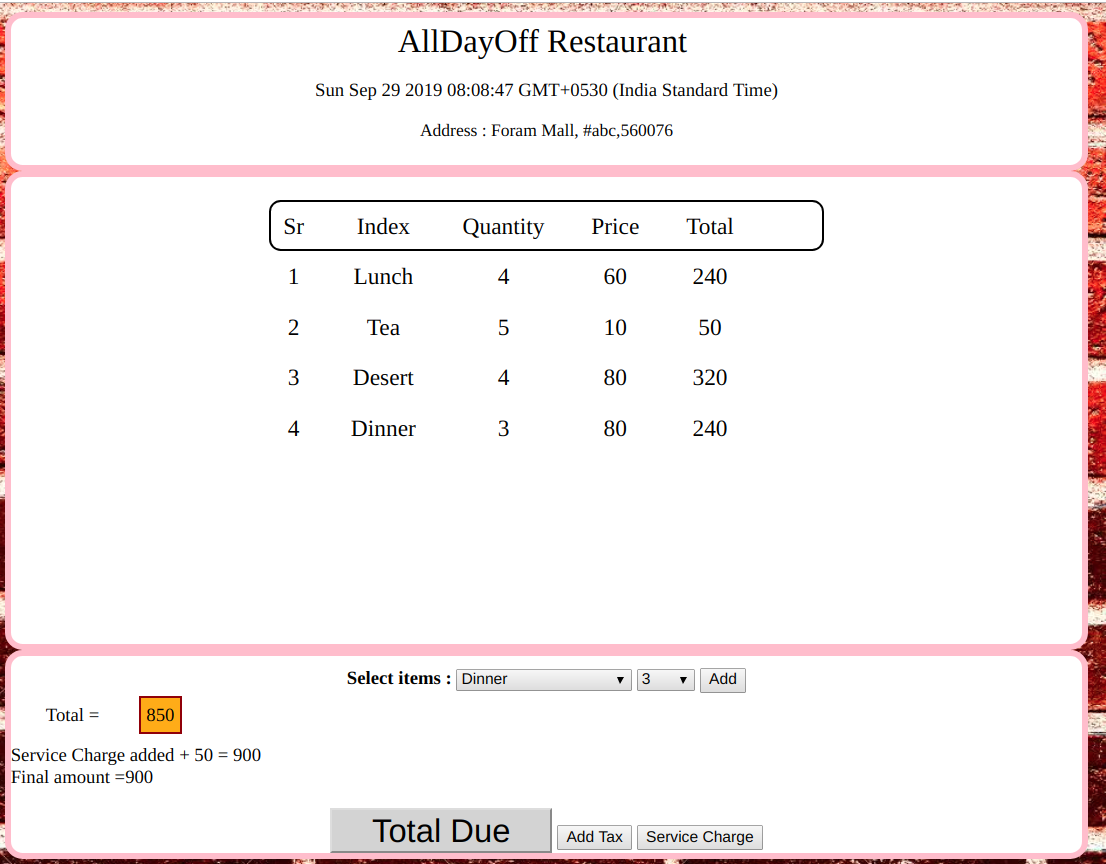 AllDayOff Restaurant
Sun Sep 29 2019 08:08:47 GMT+0530 (India Standard Time)
Address : Foram Mall, #abc,560076
Sr Index Quantity Price Total
1 Lunch 4 60 240
2 Tea 5 10 50
3 Desert 4 80 320
4 Dinner 3 80 240
Select items : Dinner 3 Add
Total = 850
Service Charge added + 50 = 900
Final amount =900
Total Due Add Tax Service Charge